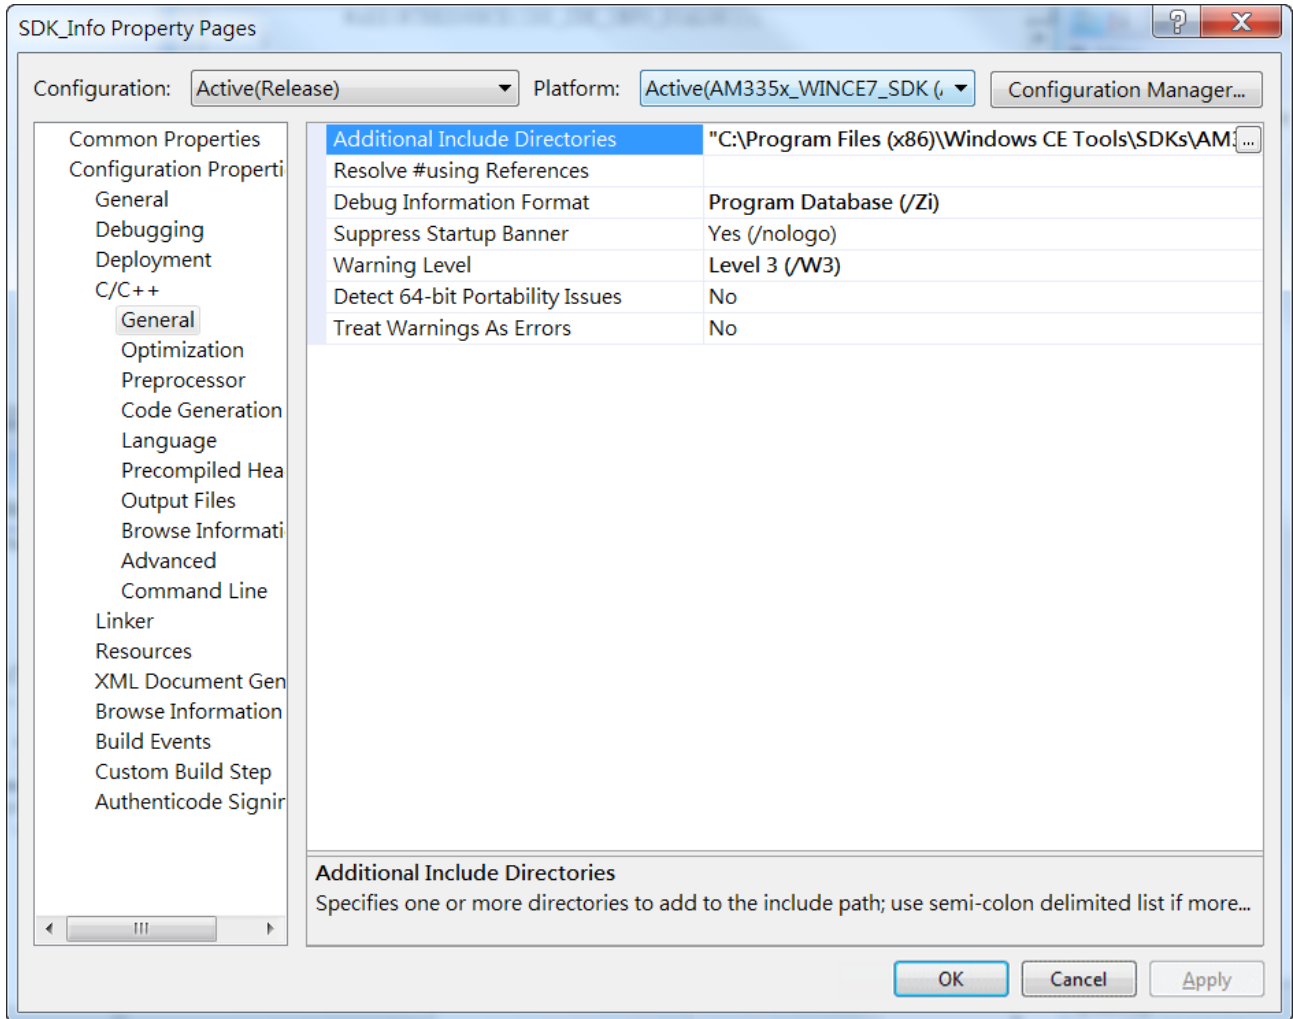 SDK_Info Property Pages
Configuration: Active(Release) Platform: Active(AM335x_WINCE7_SDK ( Configuration Manager...
Common Properties
Configuration Properti
General
Debugging
Deployment
C/C++
General
Optimization
Preprocessor
Code Generation
Language
Precompiled Hea
Output Files
Browse Informati
Advanced
Command Line
Linker
Resources
XML Document Gen
Browse Information
Build Events
Custom Build Step
Authenticode Signin
Additional Include Directories "C:\Program Files (x86)\Windows CE Tools\SDKs\AM3 ...
Resolve #using References
Debug Information Format Program Database (/Zi)
Suppress Startup Banner Yes (/nologo)
Warning Level Level 3 (/W3)
Detect 64-bit Portability Issues No
Treat Warnings As Errors No
Additional Include Directories
Specifies one or more directories to add to the include path; use semi-colon delimited list if more...
OK Cancel Apply